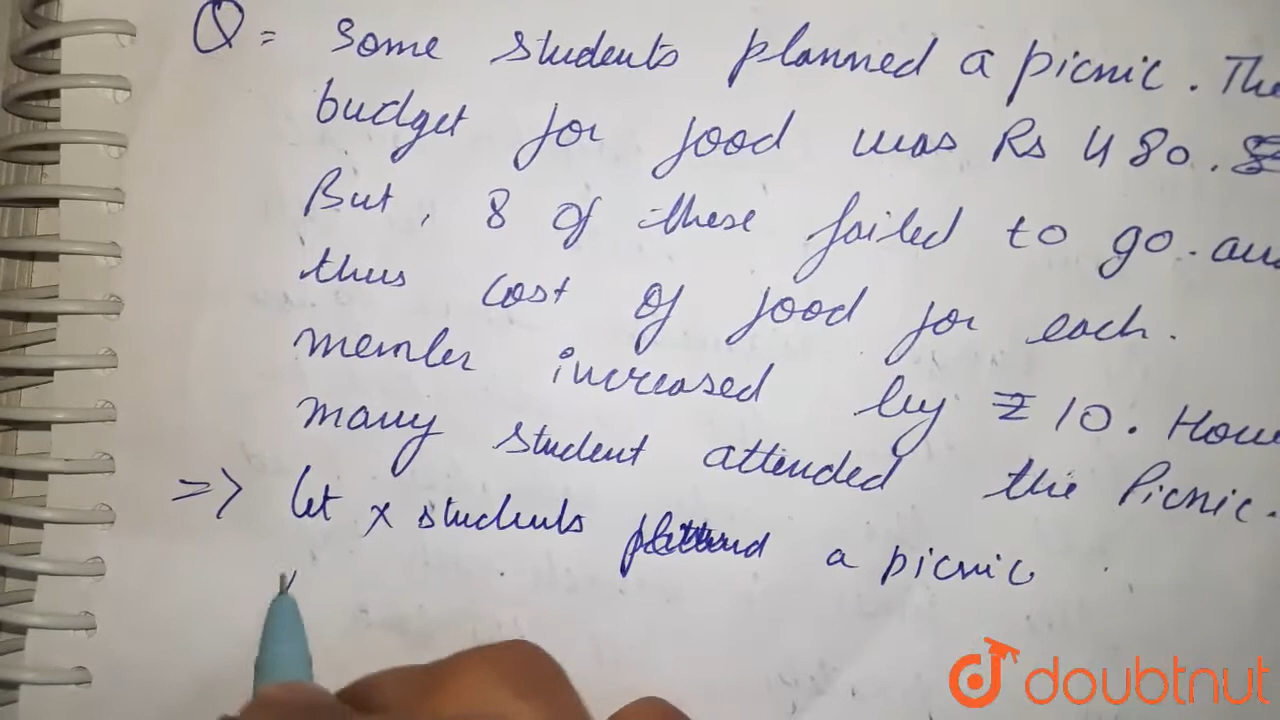 Q = Some students planned a picnic. The
budget for food was Rs 480.
But, 8 of these failed to go. and
thus cost of food for each.
member increased by ₹ 10. How
many student attended the Picnic.
=> let x students planned a picnic
doubtnut